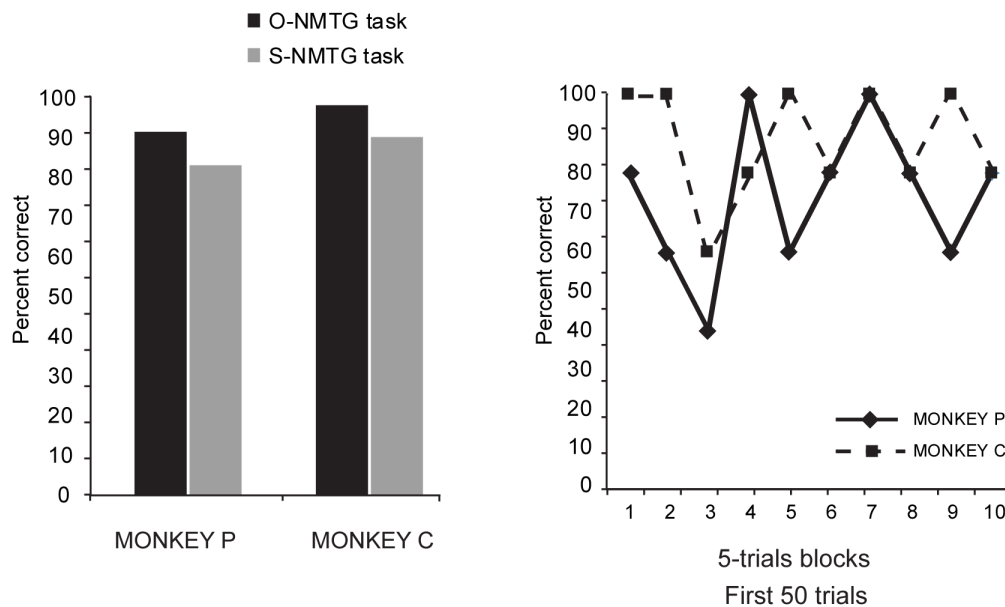 O-NMTG task
S-NMTG task
Percent correct
100
90
80
70
60
50
40
30
20
10
0
MONKEY P
MONKEY C
Percent correct
100
90
80
70
60
50
40
30
20
10
0
MONKEY P
MONKEY C
1 2 3 4 5 6 7 8 9 10
5-trials blocks
First 50 trials